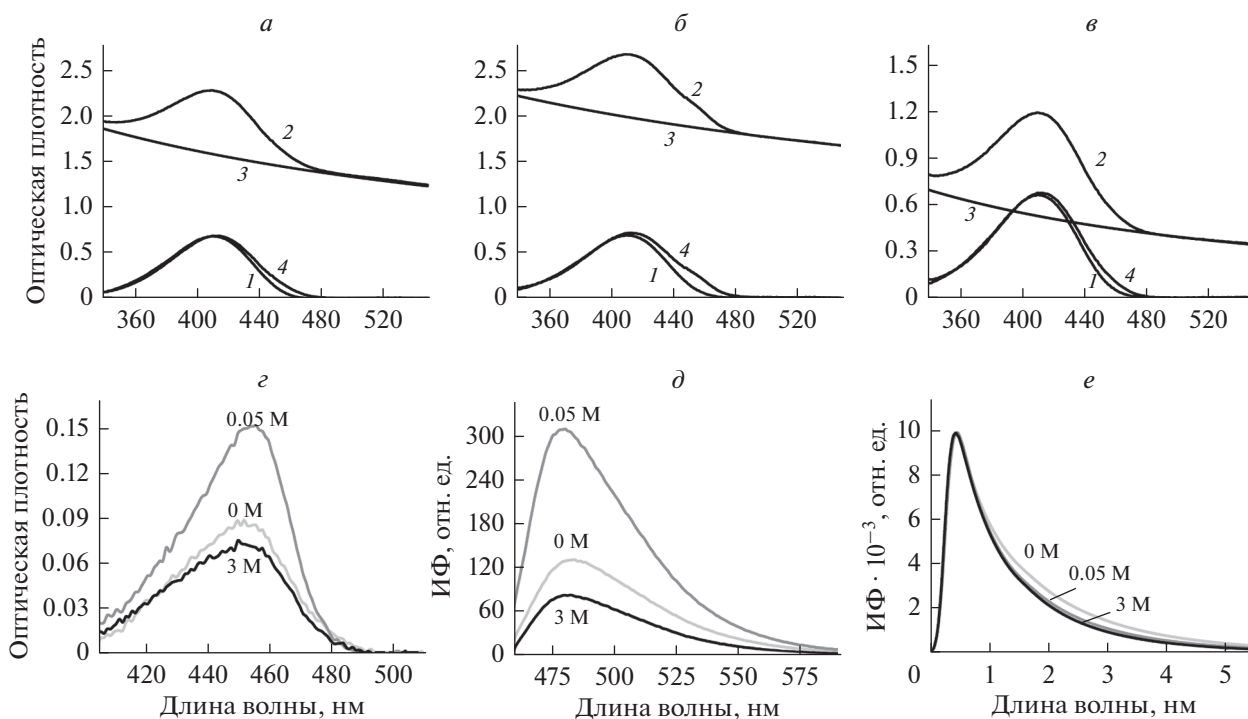 а
б
в
Оптическая плотность
2.5
2.0
1.5
1.0
0.5
0
2
3
4
1
360 400 440 480 520
2.5
2.0
1.5
1.0
0.5
0
2
3
4
1
360 400 440 480 520
1.5
1.2
0.9
0.6
0.3
0
2
3
4
1
360 400 440 480 520
г
д
е
Оптическая плотность
0.15
0.12
0.09
0.06
0.03
0
0.05 М
0 М
3 М
420 440 460 480 500
Длина волны, нм
ИФ, отн. ед.
300
240
180
120
60
0
0.05 М
0 М
3 М
475 500 525 550 575
Длина волны, нм
ИФ · 10⁻³, отн. ед.
10
8
6
4
2
0
0 М
0.05 М
3 М
1 2 3 4 5
Длина волны, нм